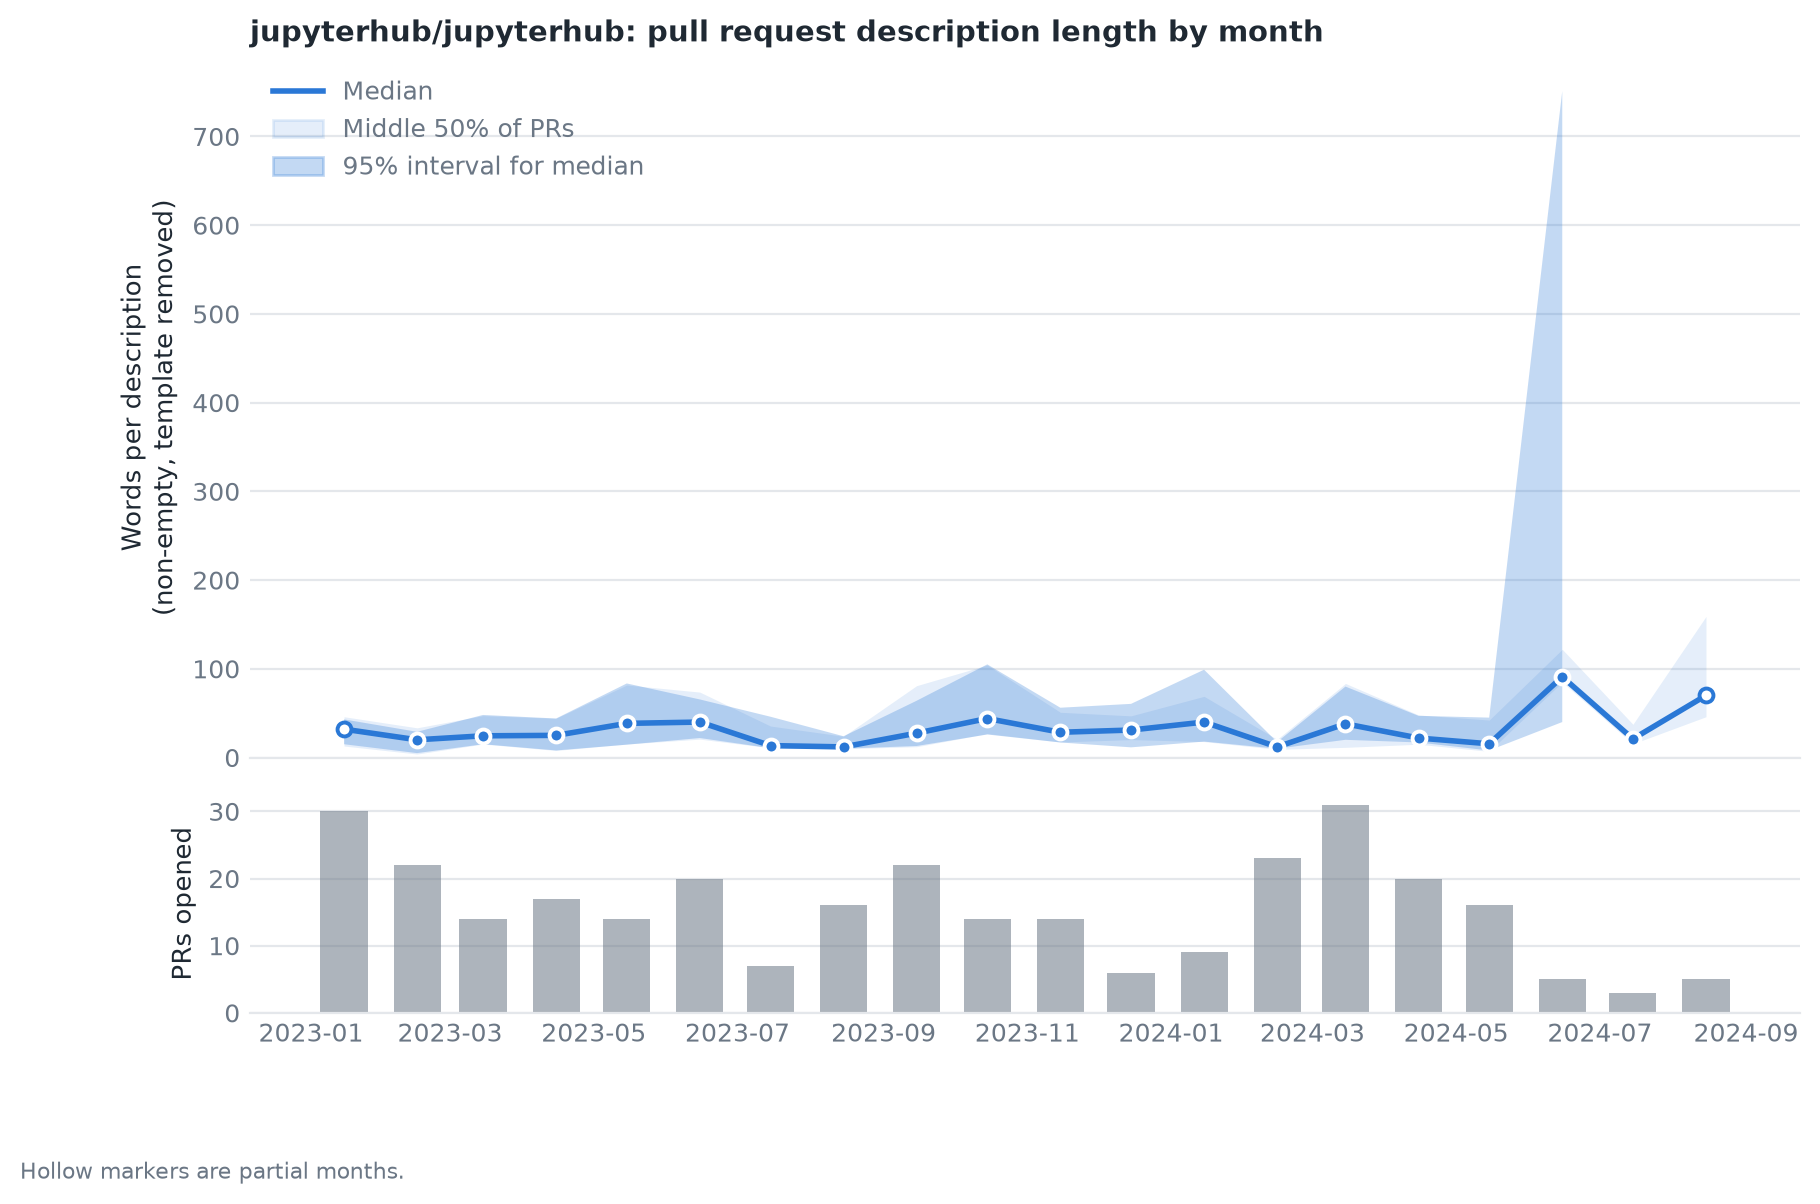 jupyterhub/jupyterhub: pull request description length by month
Median
Middle 50% of PRs
95% interval for median
Words per description
(non-empty, template removed)
700
600
500
400
300
200
100
0
PRs opened
30
20
10
0
2023-01
2023-03
2023-05
2023-07
2023-09
2023-11
2024-01
2024-03
2024-05
2024-07
2024-09
Hollow markers are partial months.